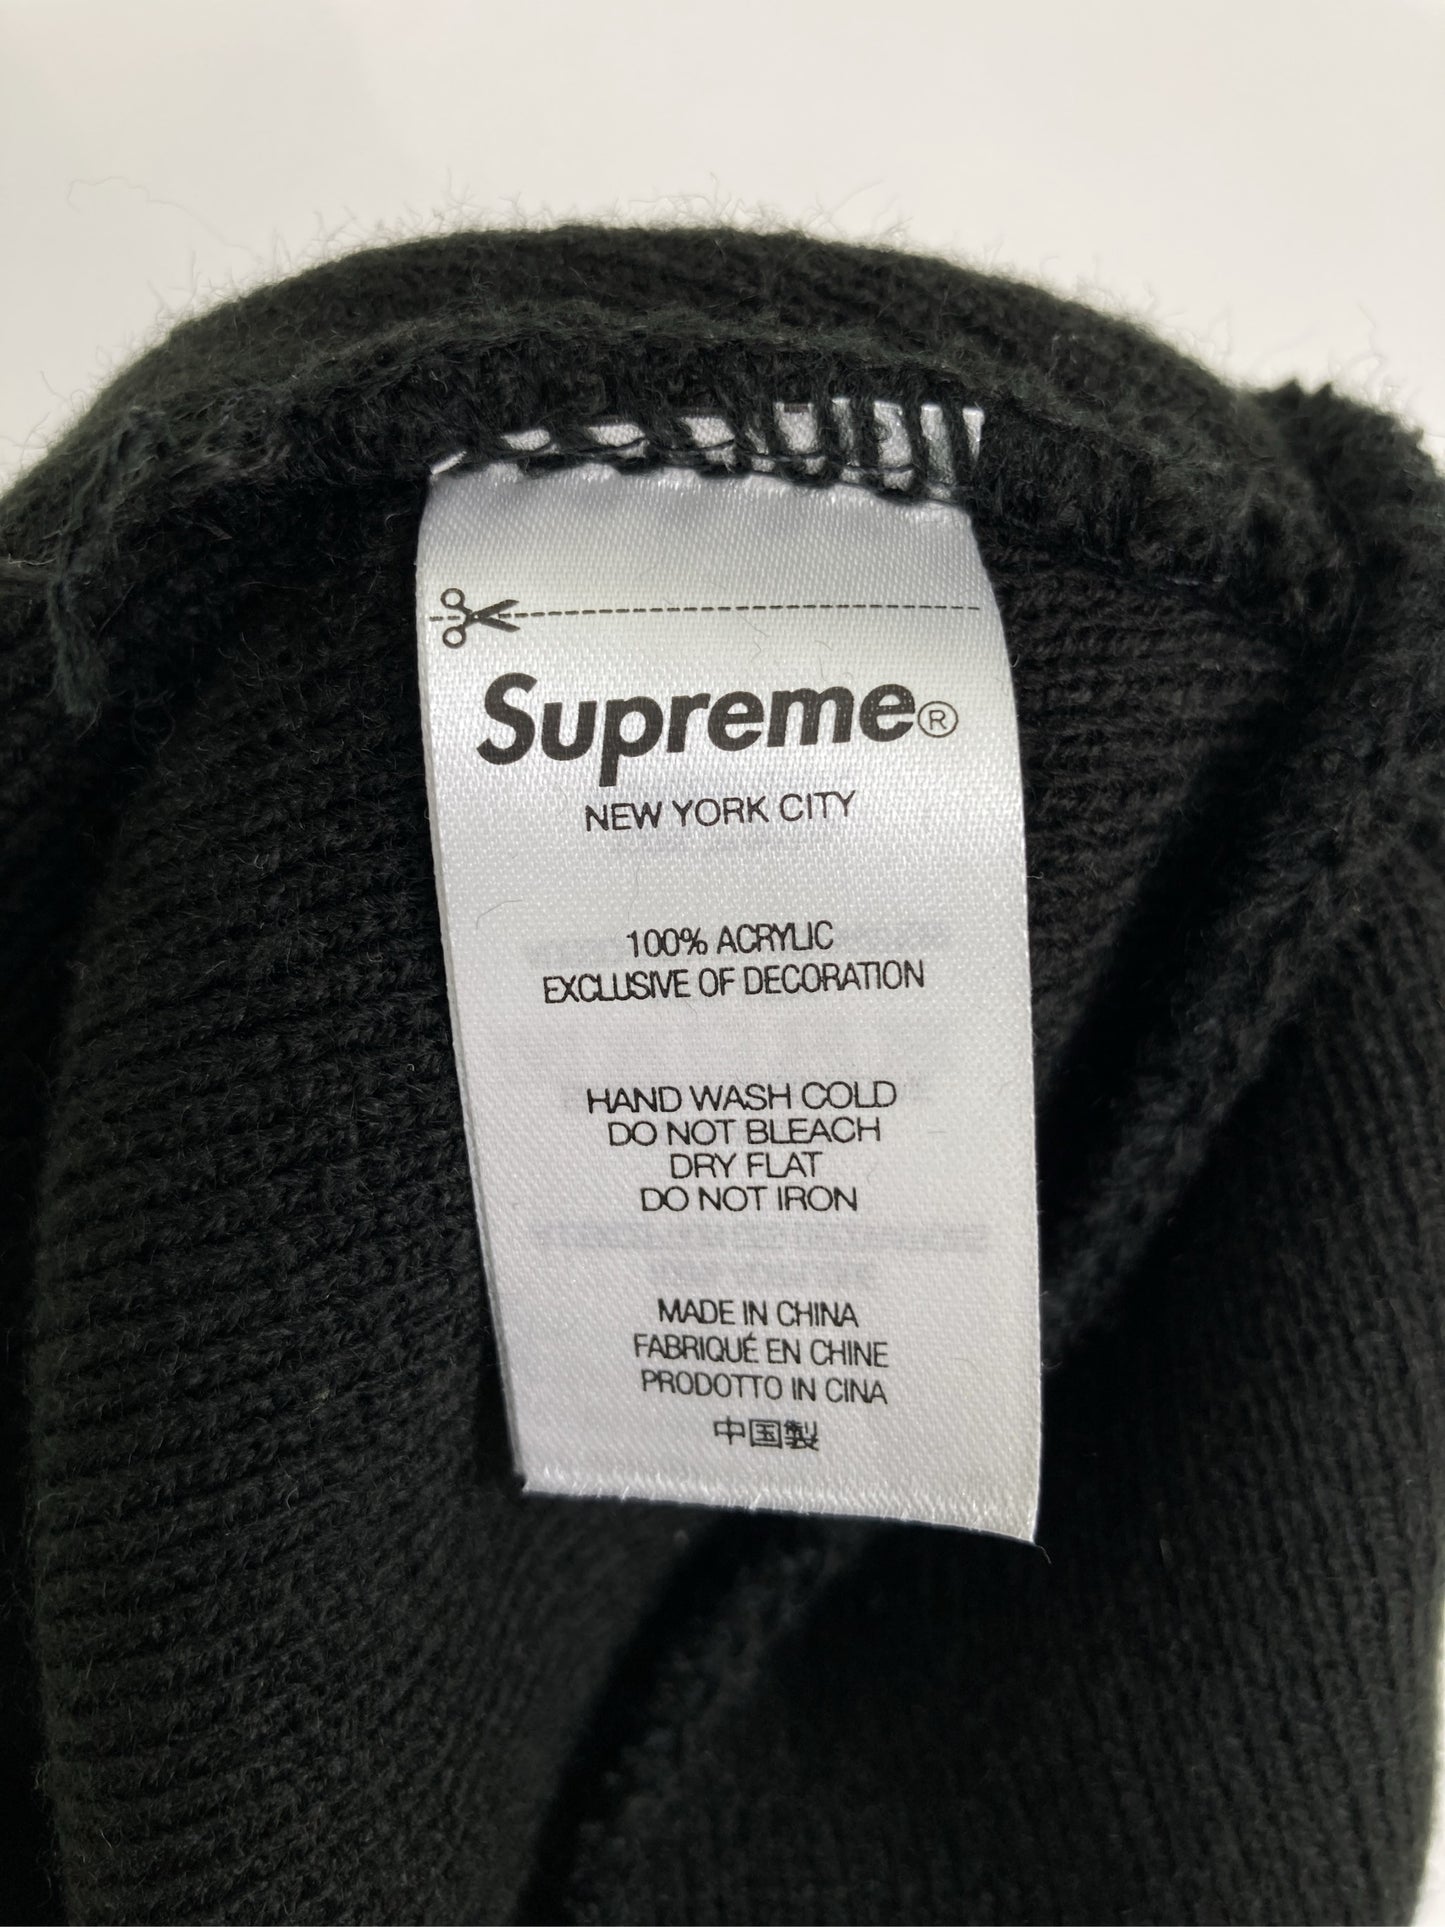 Supreme®
NEW YORK CITY
100% ACRYLIC
EXCLUSIVE OF DECORATION
HAND WASH COLD
DO NOT BLEACH
DRY FLAT
DO NOT IRON
MADE IN CHINA
FABRIQUÉ EN CHINE
PRODOTTO IN CINA
中国製